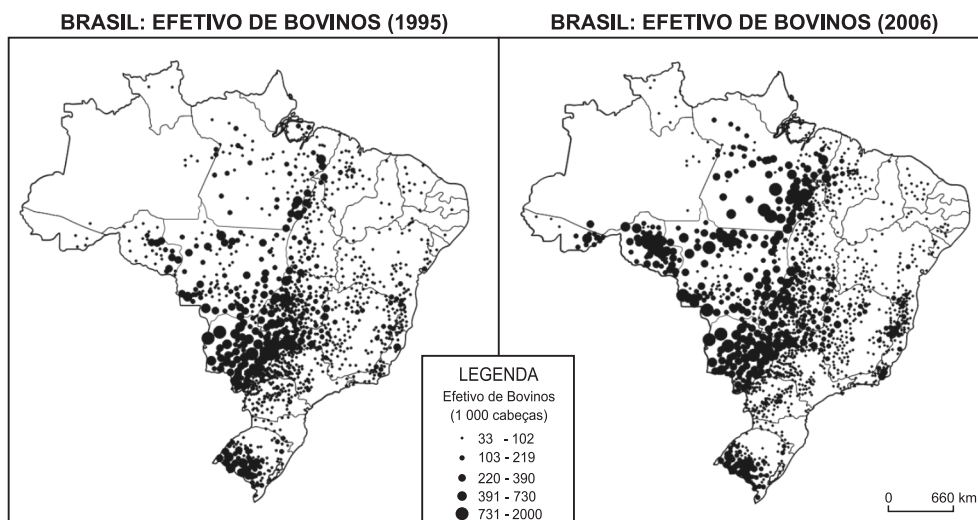 BRASIL: EFETIVO DE BOVINOS (1995)
BRASIL: EFETIVO DE BOVINOS (2006)
LEGENDA
Efetivo de Bovinos
(1 000 cabeças)
33 - 102
103 - 219
220 - 390
391 - 730
731 - 2000
0 660 km